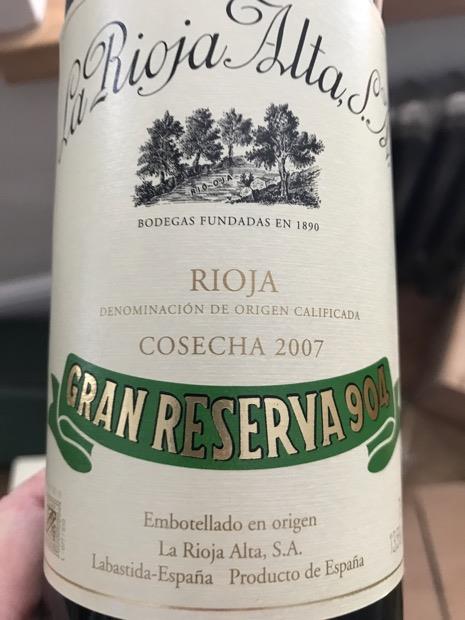 La Rioja Alta, S.
RIO-OJA
BODEGAS FUNDADAS EN 1890
RIOJA
DENOMINACIÓN DE ORIGEN CALIFICADA
COSECHA 2007
GRAN RESERVA 904
Embotellado en origen
La Rioja Alta, S.A.
Labastida-España Producto de España